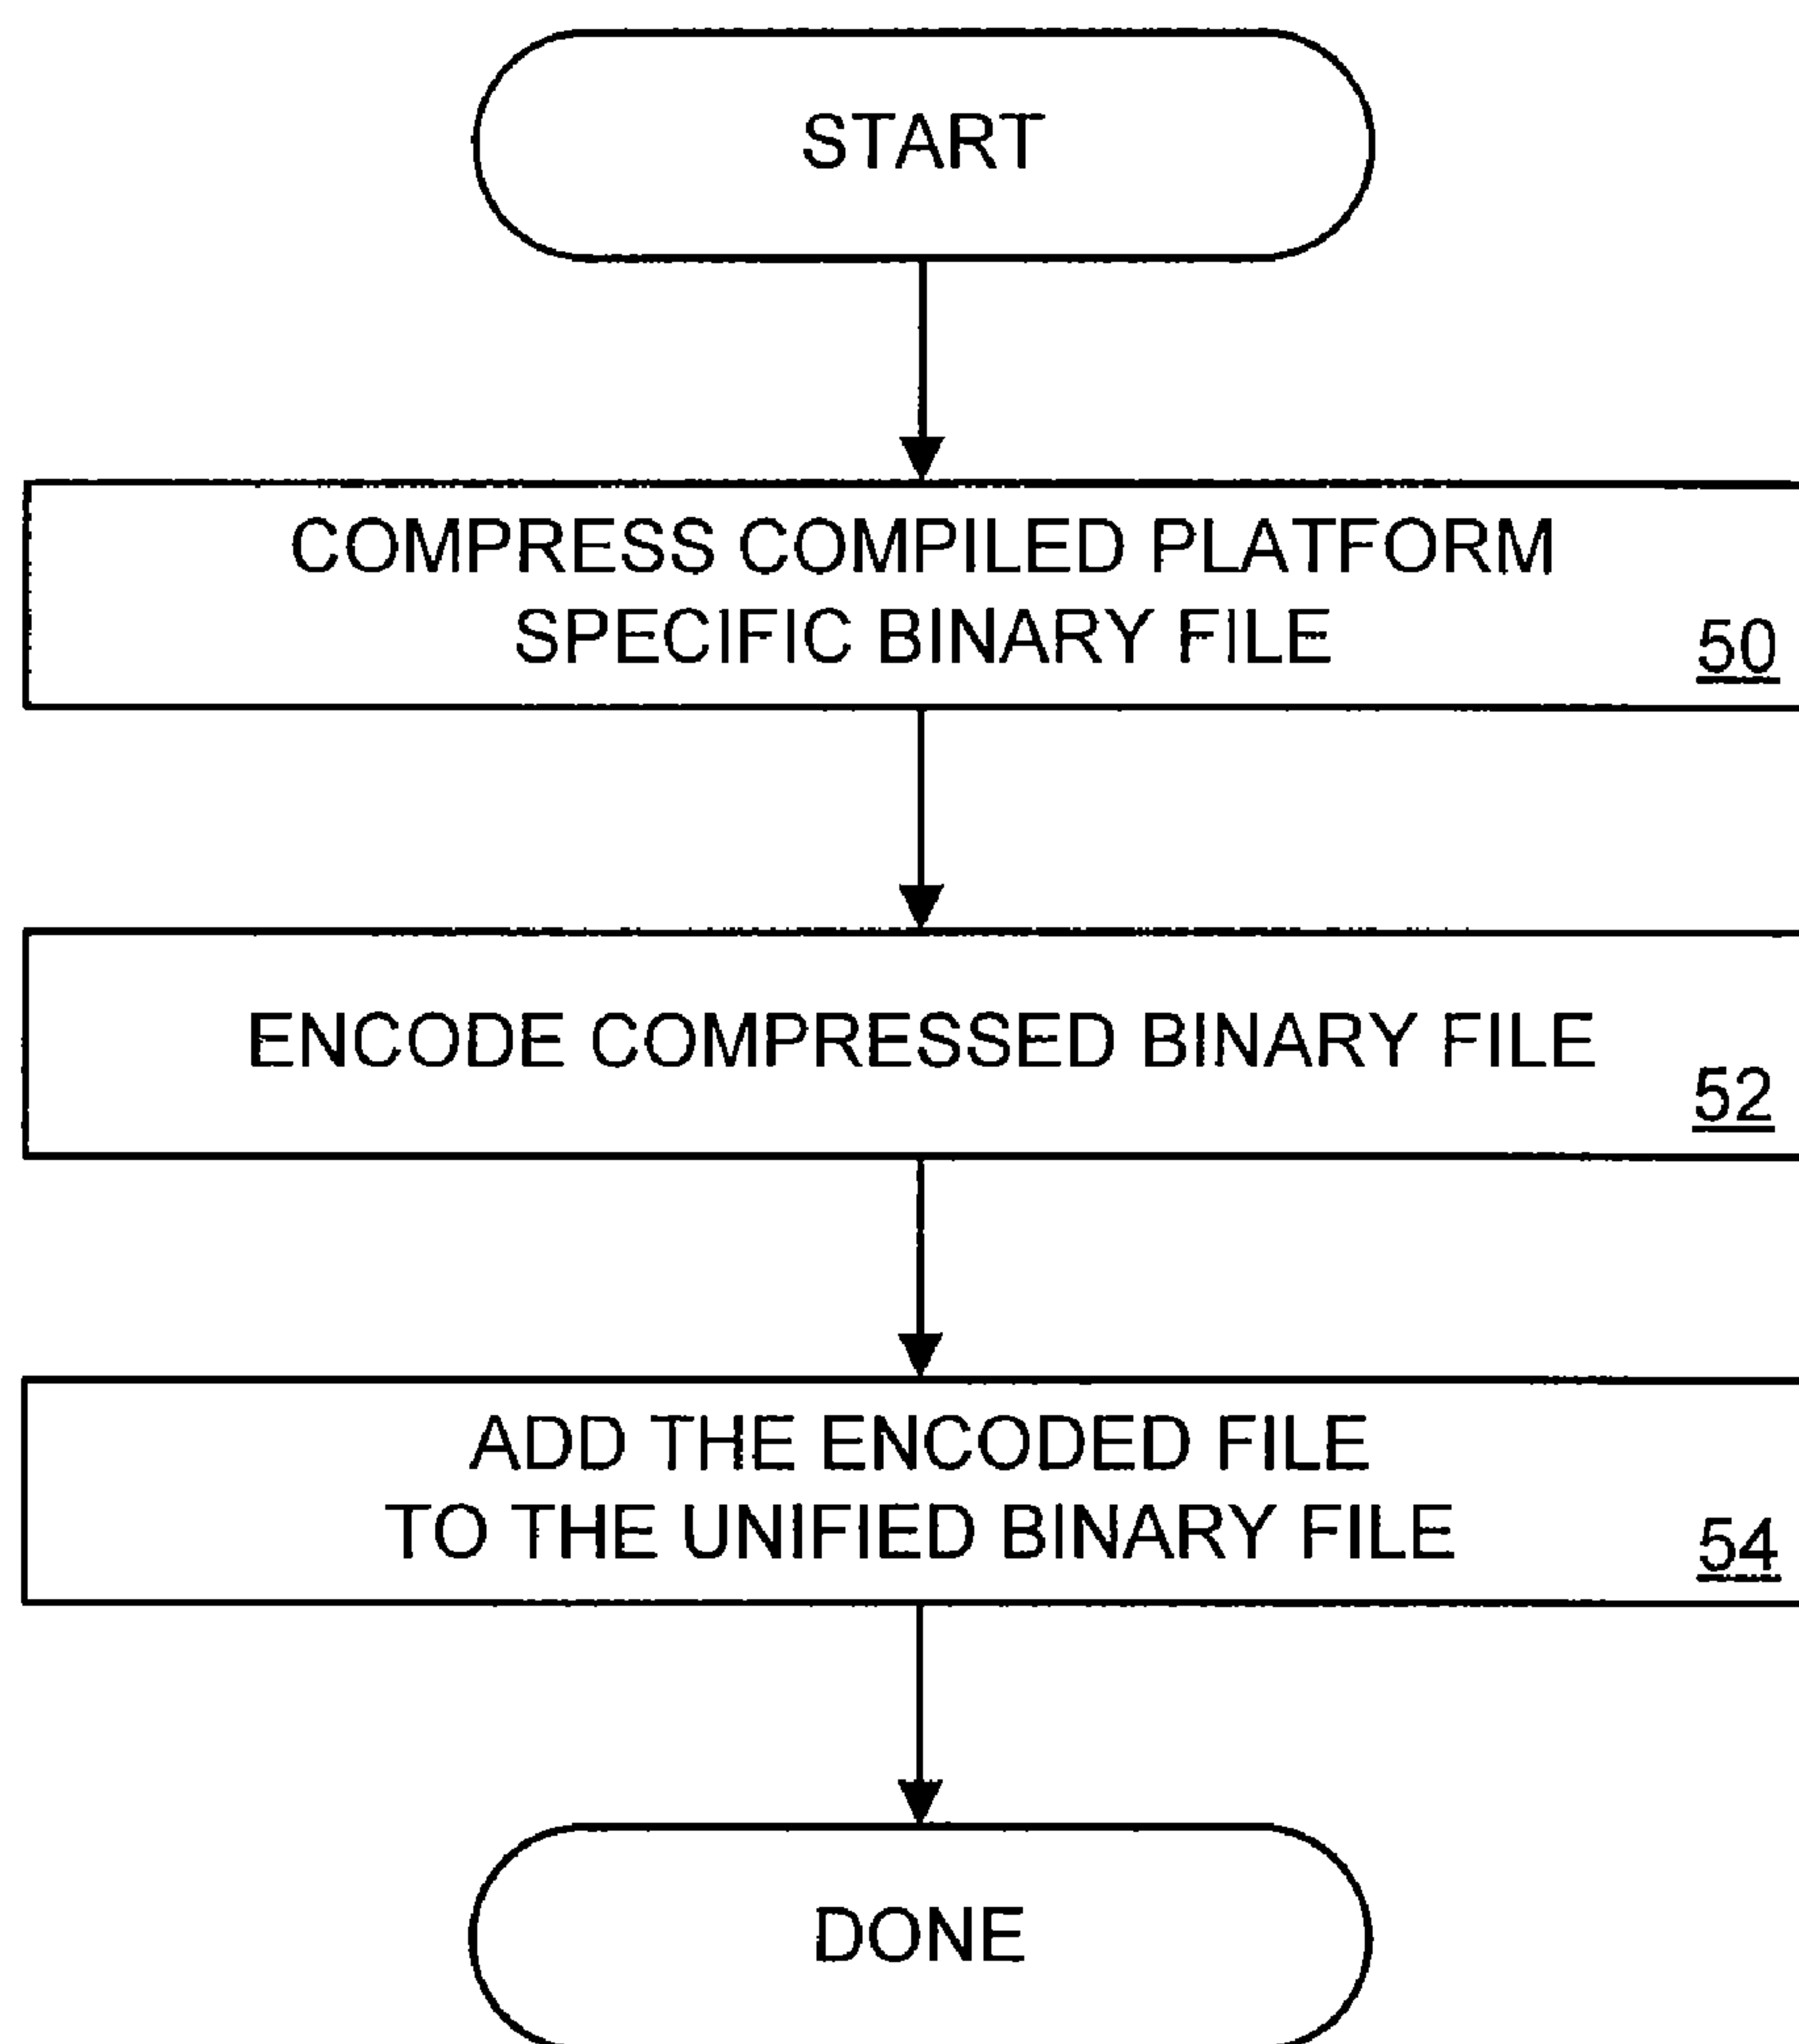 START
COMPRESS COMPILED PLATFORM
SPECIFIC BINARY FILE
50
ENCODE COMPRESSED BINARY FILE
52
ADD THE ENCODED FILE
TO THE UNIFIED BINARY FILE
54
DONE